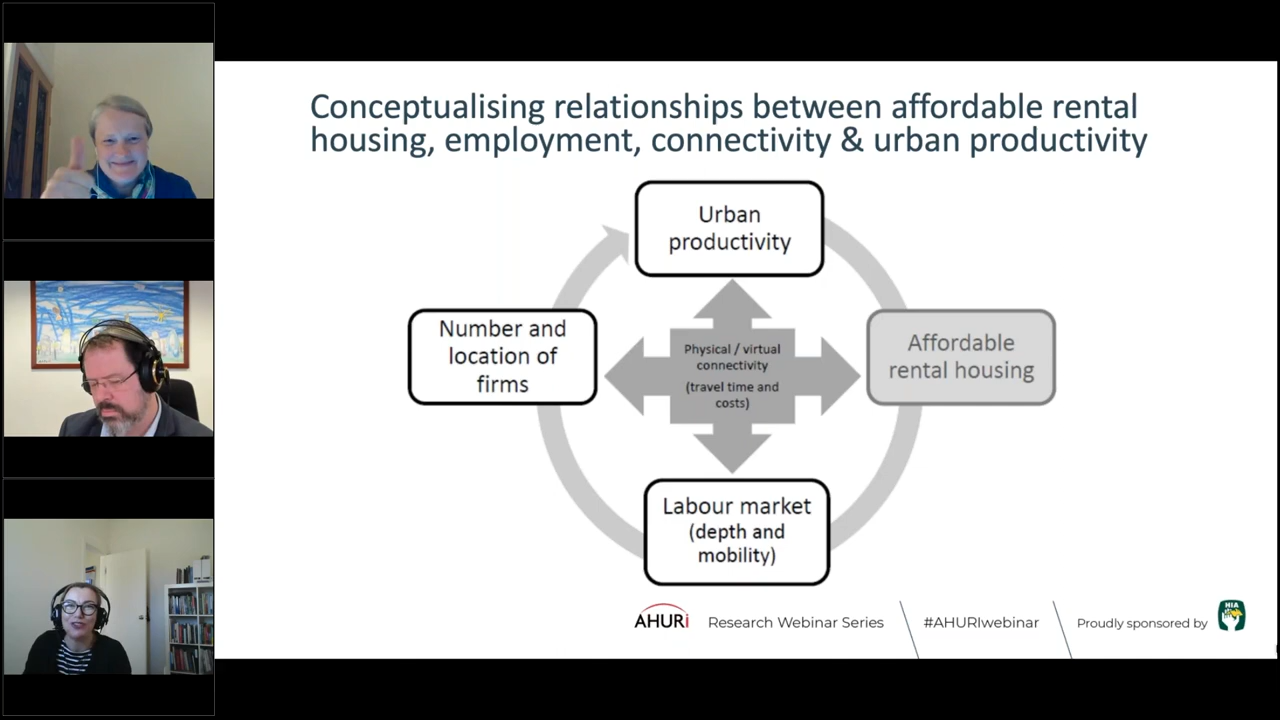 Conceptualising relationships between affordable rental
housing, employment, connectivity & urban productivity
Urban
productivity
Number and
location of
firms
Physical / virtual
connectivity
(travel time and
costs)
Affordable
rental housing
Labour market
(depth and
mobility)
AHURi
Research Webinar Series
#AHURIwebinar
Proudly sponsored by
HIA